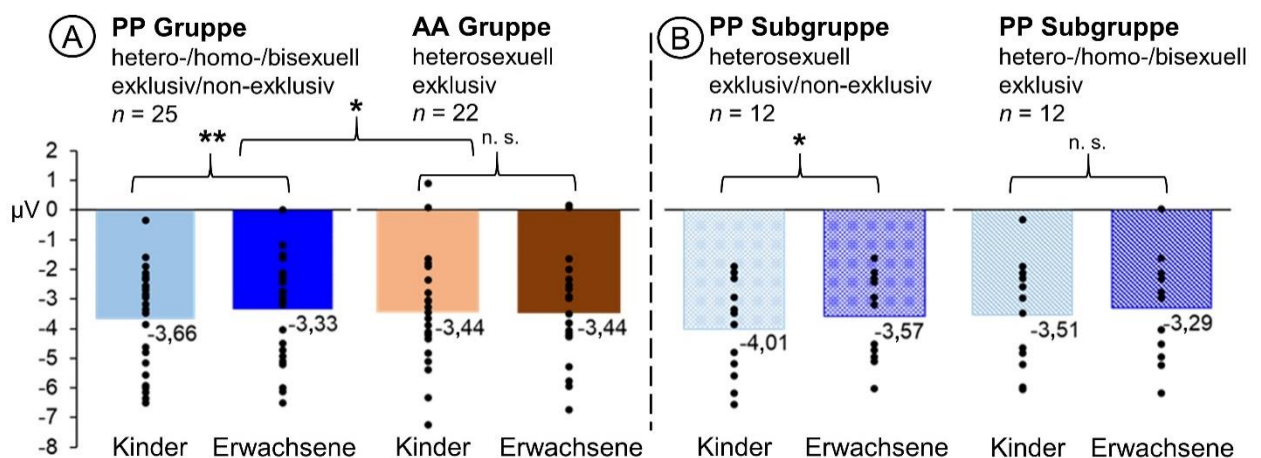 A
PP Gruppe
hetero-/homo-/bisexuell
exklusiv/non-exklusiv
n = 25
AA Gruppe
heterosexuell
exklusiv
n = 22
B
PP Subgruppe
heterosexuell
exklusiv/non-exklusiv
n = 12
PP Subgruppe
hetero-/homo-/bisexuell
exklusiv
n = 12
**
*
n. s.
*
n. s.
µV
2
1
0
-1
-2
-3
-4
-5
-6
-7
-8
-3,66
-3,33
-3,44
-3,44
-4,01
-3,57
-3,51
-3,29
Kinder Erwachsene Kinder Erwachsene Kinder Erwachsene Kinder Erwachsene